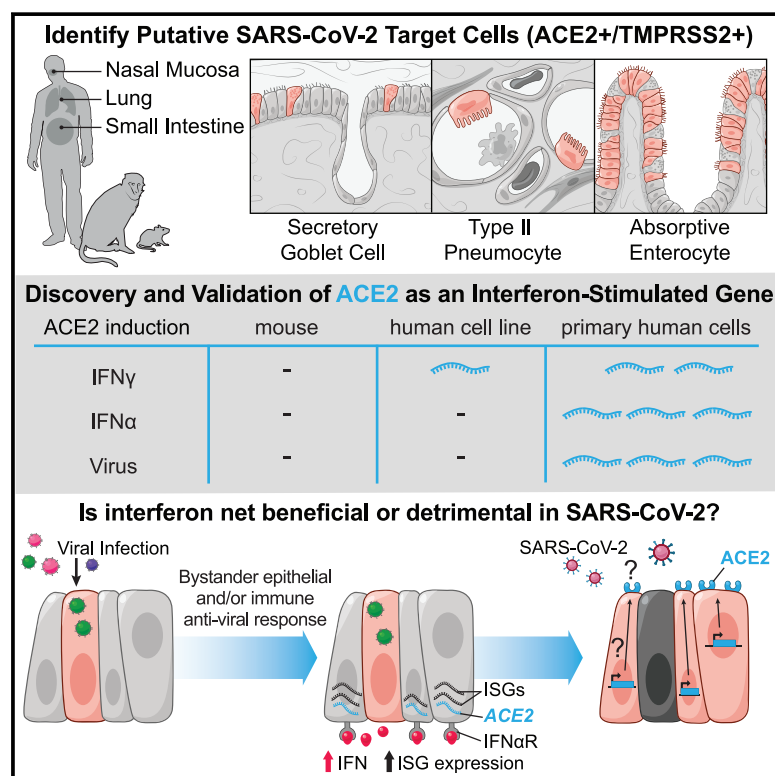 Identify Putative SARS-CoV-2 Target Cells (ACE2+/TMPRSS2+)
Nasal Mucosa
Lung
Small Intestine
Secretory
Goblet Cell
Type II
Pneumocyte
Absorptive
Enterocyte
Discovery and Validation of ACE2 as an Interferon-Stimulated Gene
ACE2 induction mouse human cell line primary human cells
IFNγ -
IFNα - -
Virus - -
Is interferon net beneficial or detrimental in SARS-CoV-2?
Viral Infection
Bystander epithelial
and/or immune
anti-viral response
ISGs
ACE2
IFNαR
IFN ISG expression
SARS-CoV-2
?
ACE2
?